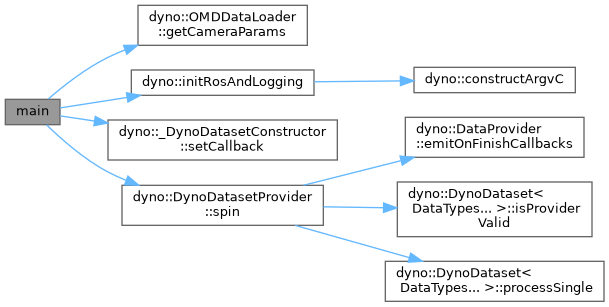 main
dyno::OMDDataLoader
::getCameraParams
dyno::initRosAndLogging
dyno::constructArgvC
dyno::_DynoDatasetConstructor
::setCallback
dyno::DynoDatasetProvider
::spin
dyno::DataProvider
::emitOnFinishCallbacks
dyno::DynoDataset<
DataTypes... >::isProvider
Valid
dyno::DynoDataset<
DataTypes... >::processSingle